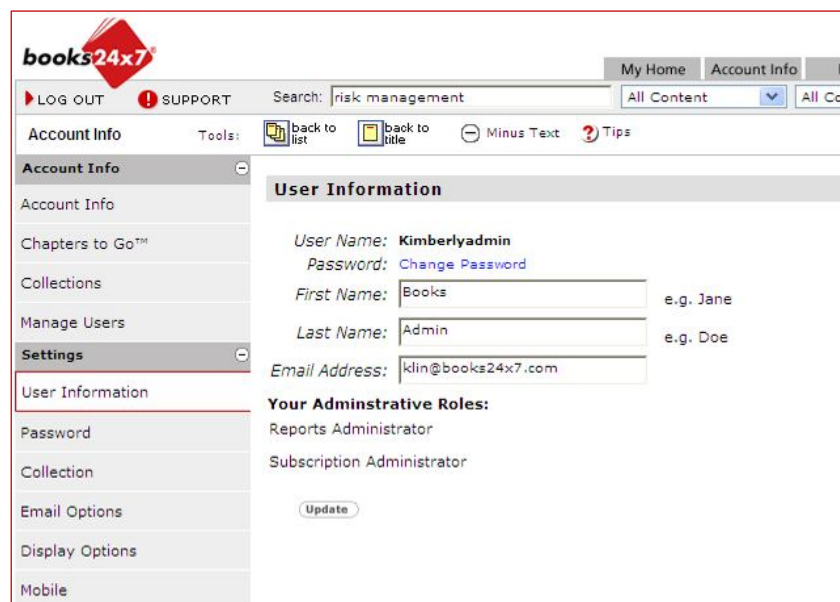 books24x7®
My Home Account Info
LOG OUT SUPPORT Search: risk management All Content All Co
Account Info Tools: back to list back to title Minus Text Tips
Account Info
User Information
Account Info
User Name: Kimberlyadmin
Chapters to Go™
Password: Change Password
First Name: Books e.g. Jane
Collections
Last Name: Admin e.g. Doe
Manage Users
Settings
Email Address: klin@books24x7.com
User Information
Your Adminstrative Roles:
Reports Administrator
Password
Subscription Administrator
Collection
Update
Email Options
Display Options
Mobile